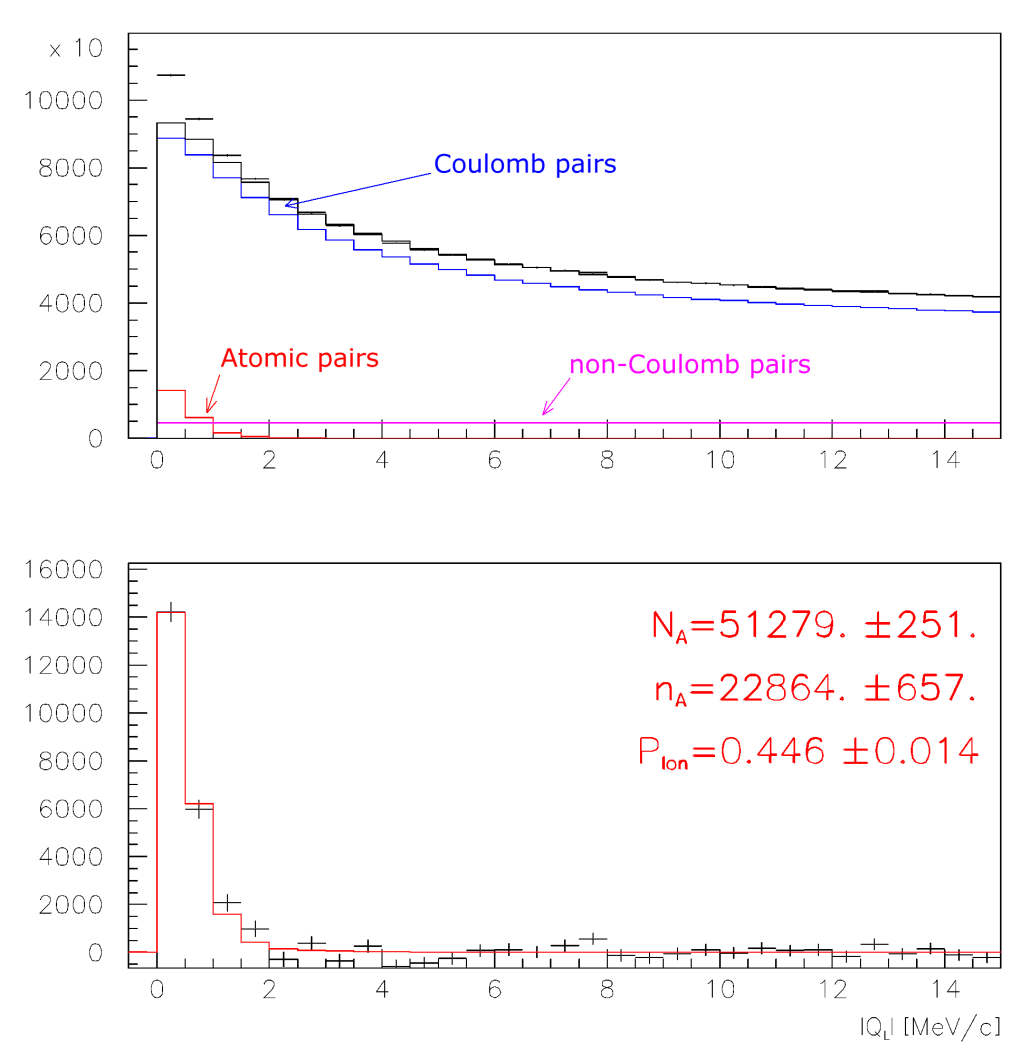 x 10
10000
8000
6000
4000
2000
0
Coulomb pairs
Atomic pairs
non-Coulomb pairs
0 2 4 6 8 10 12 14
16000
14000
12000
10000
8000
6000
4000
2000
0
N_A=51279. ±251.
n_A=22864. ±657.
P_Ion=0.446 ±0.014
0 2 4 6 8 10 12 14
|Q_L| [MeV/c]